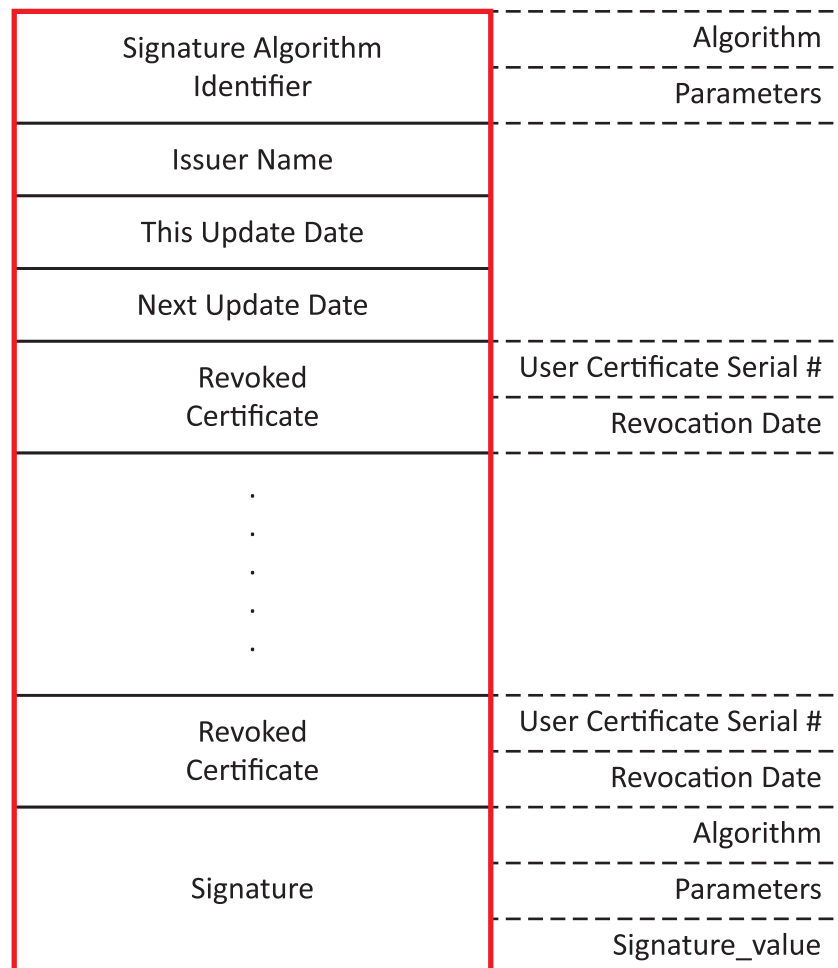 Signature Algorithm
Identifier
Algorithm
Parameters
Issuer Name
This Update Date
Next Update Date
Revoked
Certificate
User Certificate Serial #
Revocation Date
.
.
.
.
.
Revoked
Certificate
User Certificate Serial #
Revocation Date
Signature
Algorithm
Parameters
Signature_value